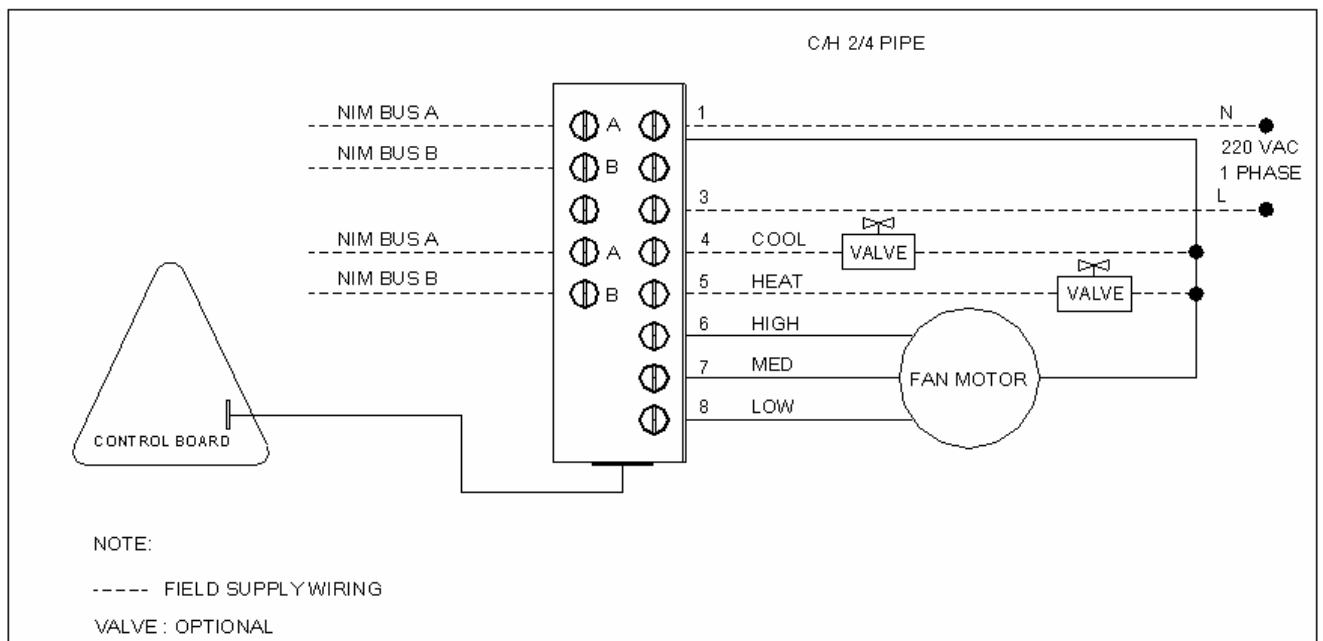 C/H 2/4 PIPE
NIM BUS A
A
1
N
NIM BUS B
B
220 VAC
1 PHASE
3
L
NIM BUS A
A
4
COOL
VALVE
NIM BUS B
B
5
HEAT
VALVE
6
HIGH
7
MED
FAN MOTOR
8
LOW
CONTROL BOARD
NOTE:
----- FIELD SUPPLY WIRING
VALVE : OPTIONAL